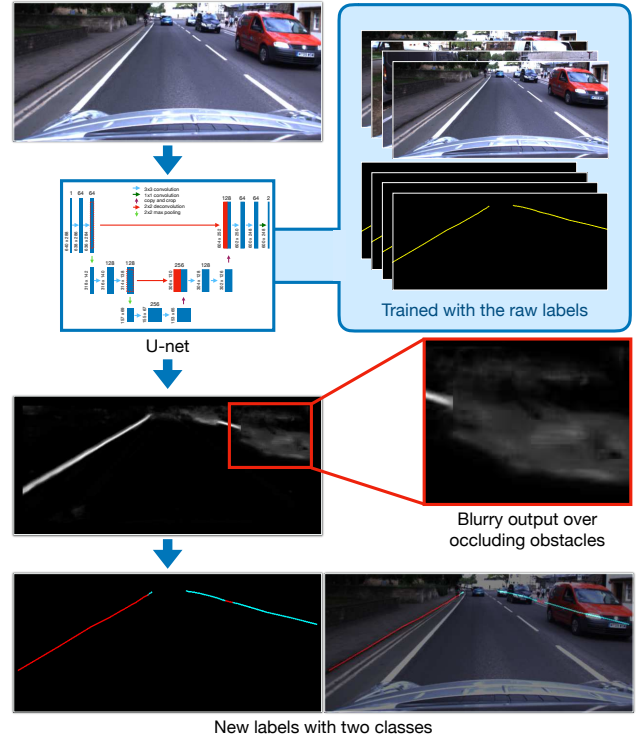 1 64 64
3x3 convolution
1x1 convolution
copy and crop
2x2 deconvolution
2x2 max pooling
128 64 64 2
128 128
256 128
256
U-net
Trained with the raw labels
Blurry output over
occluding obstacles
New labels with two classes